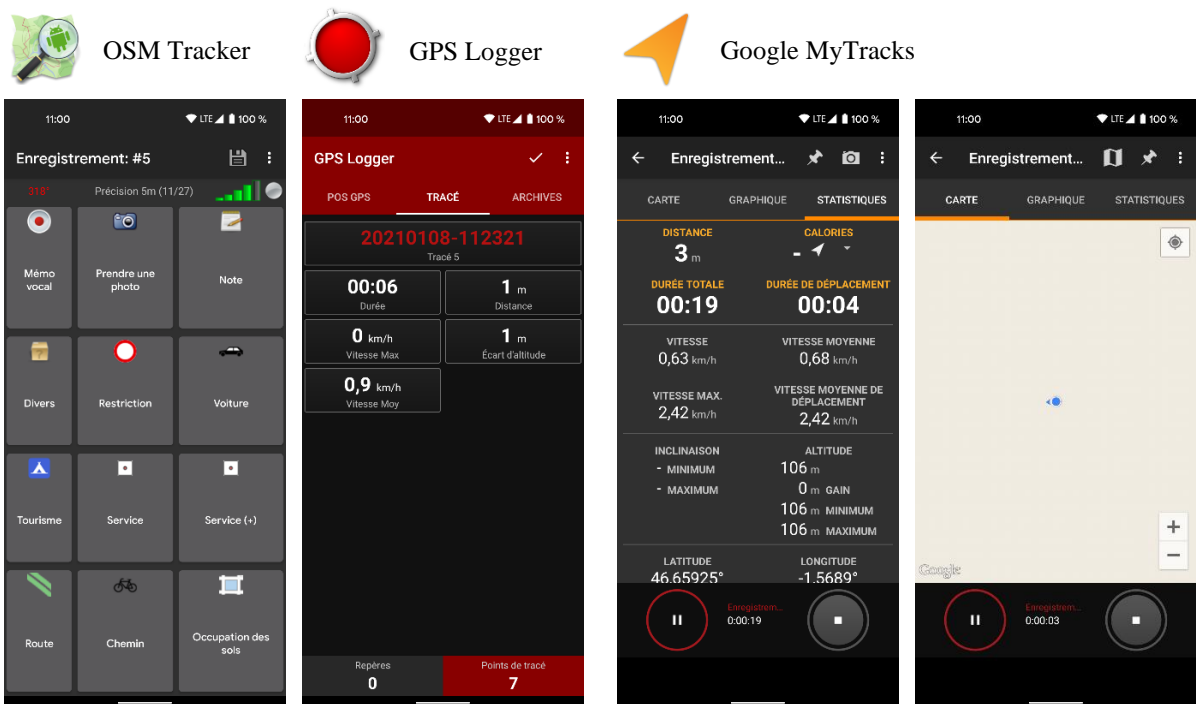 OSM Tracker
GPS Logger
Google MyTracks
11:00
LTE 100 %
Enregistrement: #5
318°
Précision 5m (11/27)
Mémo
vocal
Prendre une
photo
Note
Divers
Restriction
Voiture
Tourisme
Service
Service (+)
Route
Chemin
Occupation des
sols
11:00
LTE 100 %
GPS Logger
POS GPS
TRACÉ
ARCHIVES
20210108-112321
Tracé 5
00:06
Durée
1 m
Distance
0 km/h
Vitesse Max
1 m
Écart d'altitude
0,9 km/h
Vitesse Moy
Repères
0
Points de tracé
7
11:00
LTE 100 %
Enregistrement...
CARTE
GRAPHIQUE
STATISTIQUES
DISTANCE
3 m
CALORIES
-
DURÉE TOTALE
00:19
DURÉE DE DÉPLACEMENT
00:04
VITESSE
0,63 km/h
VITESSE MOYENNE
0,68 km/h
VITESSE MAX.
2,42 km/h
VITESSE MOYENNE DE
DÉPLACEMENT
2,42 km/h
INCLINAISON
- MINIMUM
- MAXIMUM
ALTITUDE
106 m
0 m GAIN
106 m MINIMUM
106 m MAXIMUM
LATITUDE
46.65925°
LONGITUDE
-1.5689°
Enregistrem...
0:00:19
11:00
LTE 100 %
Enregistrement...
CARTE
GRAPHIQUE
STATISTIQUES
+
−
Google
Enregistrem...
0:00:03